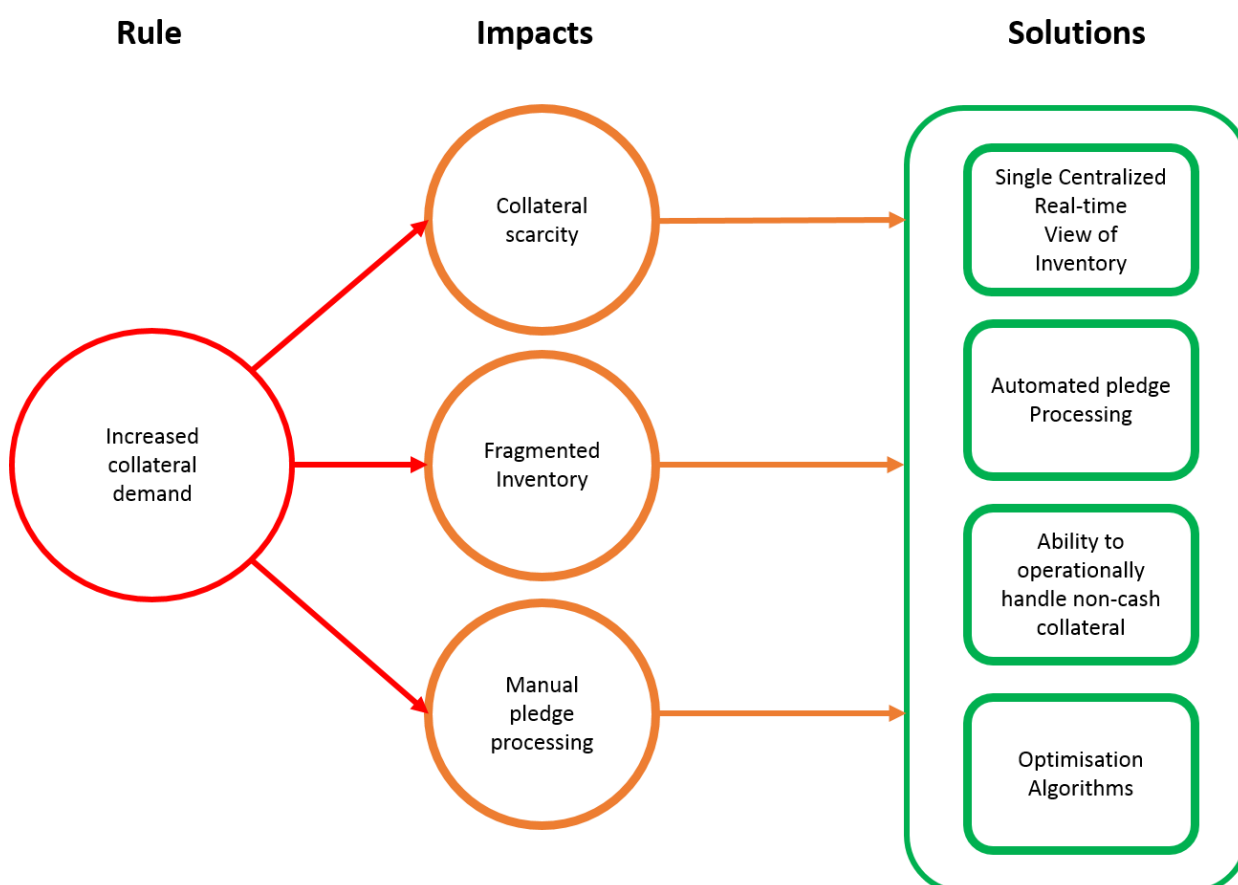 Rule
Impacts
Solutions
Increased
collateral
demand
Collateral
scarcity
Fragmented
Inventory
Manual
pledge
processing
Single Centralized
Real-time
View of
Inventory
Automated pledge
Processing
Ability to
operationally
handle non-cash
collateral
Optimisation
Algorithms